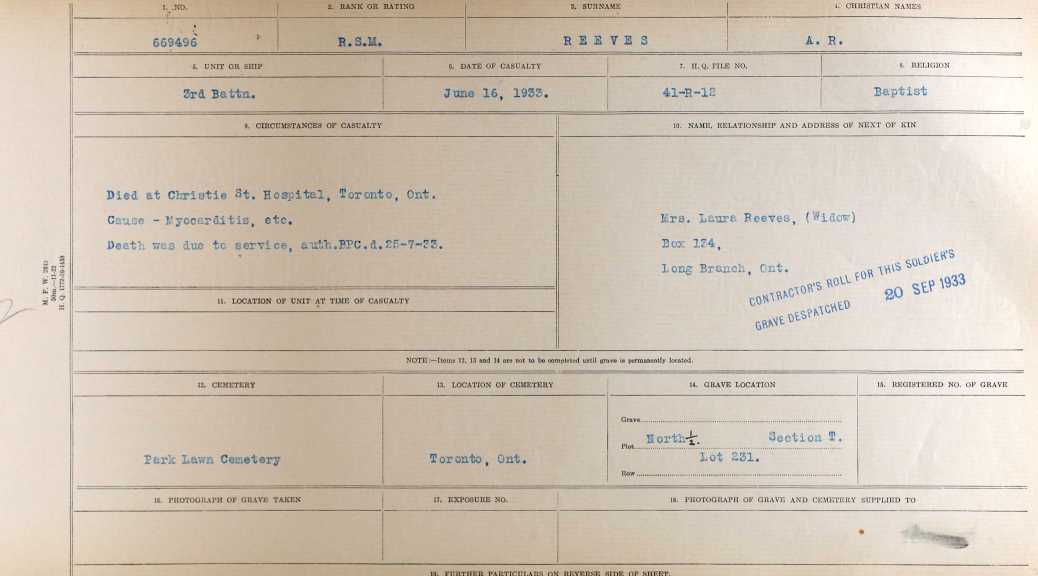 1. NO.
2. RANK OR RATING
3. SURNAME
4. CHRISTIAN NAMES
669496
R.S.M.
REEVES
A. R.
5. UNIT OR SHIP
6. DATE OF CASUALTY
7. H. Q. FILE NO.
8. RELIGION
3rd Battn.
June 16, 1933.
41-R-12
Baptist
9. CIRCUMSTANCES OF CASUALTY
10. NAME, RELATIONSHIP AND ADDRESS OF NEXT OF KIN
Died at Christie St. Hospital, Toronto, Ont.
Cause - Myocarditis, etc.
Death was due to service, auth.BPC.d.25-7-33.
Mrs. Laura Reeves, (Widow)
Box 134,
Long Branch, Ont.
CONTRACTOR'S ROLL FOR THIS SOLDIER'S
GRAVE DESPATCHED 20 SEP 1933
M. F. W. 2611
H. Q. 1772-39-1453
11. LOCATION OF UNIT AT TIME OF CASUALTY
NOTE:—Items 12, 13 and 14 are not to be completed until grave is permanently located.
12. CEMETERY
13. LOCATION OF CEMETERY
14. GRAVE LOCATION
15. REGISTERED NO. OF GRAVE
Park Lawn Cemetery
Toronto, Ont.
Grave
Plot North ½. Section T.
Lot 231.
Row
16. PHOTOGRAPH OF GRAVE TAKEN
17. EXPOSURE NO.
18. PHOTOGRAPH OF GRAVE AND CEMETERY SUPPLIED TO
19. FURTHER PARTICULARS ON REVERSE SIDE OF SHEET.